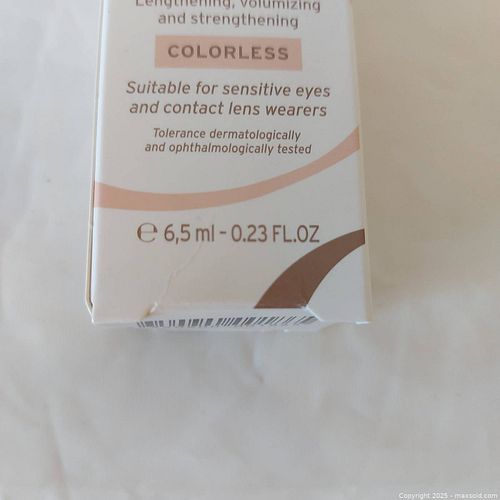 Lengthening, volumizing
and strengthening
COLORLESS
Suitable for sensitive eyes
and contact lens wearers
Tolerance dermatologically
and ophthalmologically tested
℮ 6,5 ml - 0.23 FL.OZ
Copyright 2025 - maxsold.com